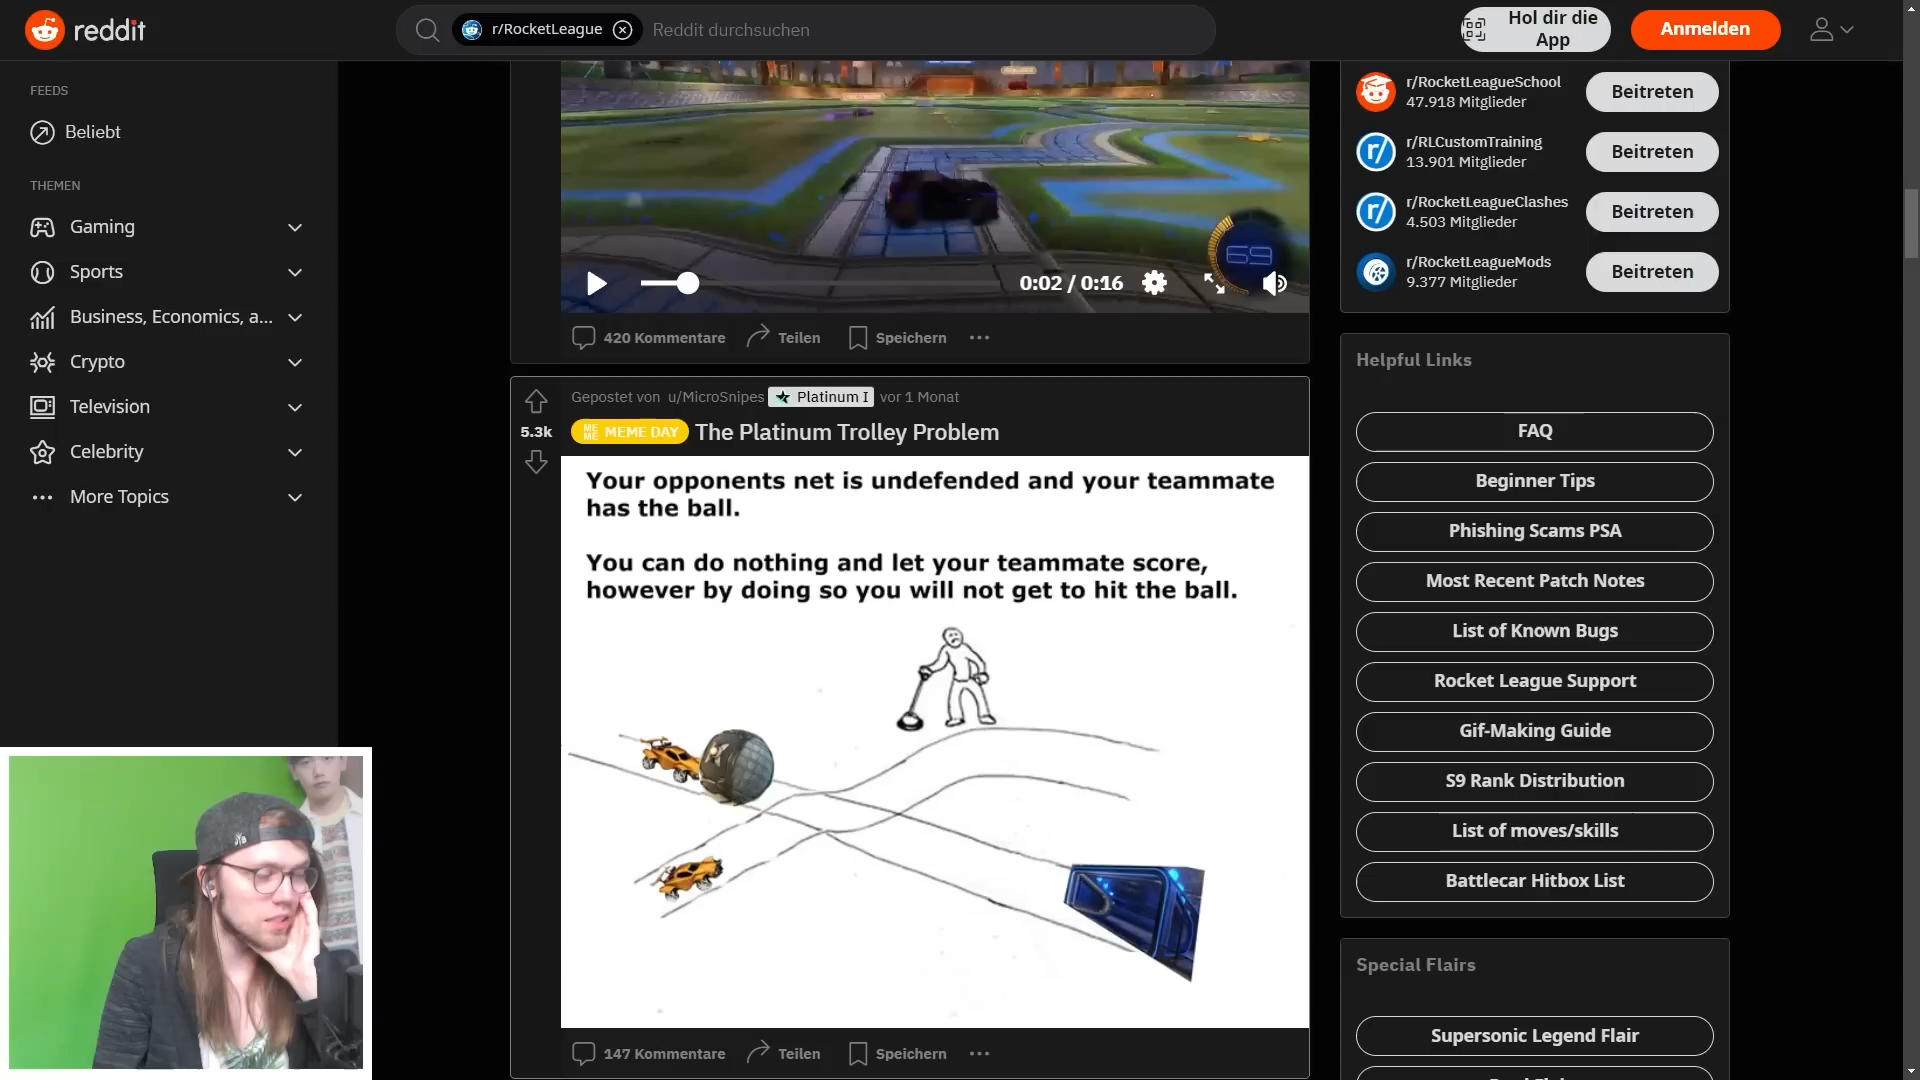 reddit
r/RocketLeague
Reddit durchsuchen
Hol dir die App
Anmelden
FEEDS
Beliebt
THEMEN
Gaming
Sports
Business, Economics, a...
Crypto
Television
Celebrity
More Topics
69
0:02 / 0:16
420 Kommentare
Teilen
Speichern
5.3k
Gepostet von u/MicroSnipes Platinum I vor 1 Monat
MEME DAY The Platinum Trolley Problem
Your opponents net is undefended and your teammate
has the ball.
You can do nothing and let your teammate score,
however by doing so you will not get to hit the ball.
147 Kommentare
Teilen
Speichern
r/RocketLeagueSchool
47.918 Mitglieder
Beitreten
r/RLCustomTraining
13.901 Mitglieder
Beitreten
r/RocketLeagueClashes
4.503 Mitglieder
Beitreten
r/RocketLeagueMods
9.377 Mitglieder
Beitreten
Helpful Links
FAQ
Beginner Tips
Phishing Scams PSA
Most Recent Patch Notes
List of Known Bugs
Rocket League Support
Gif-Making Guide
S9 Rank Distribution
List of moves/skills
Battlecar Hitbox List
Special Flairs
Supersonic Legend Flair